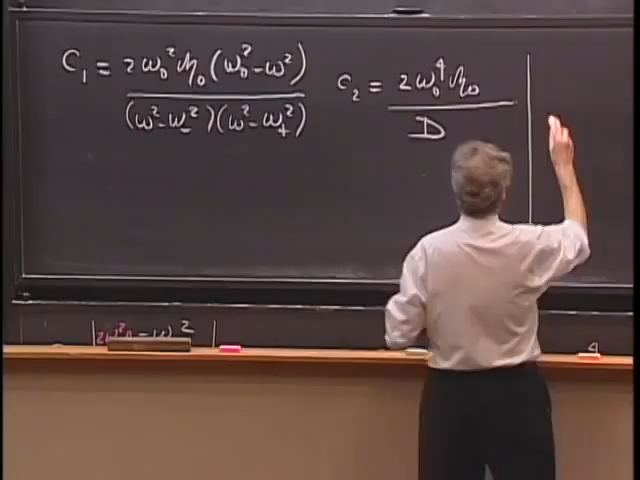 C₁ = 2ω₀²η₀(ω₀²-ω²)
(ω²-ω₋²)(ω²-ω₊²)
C₂ = 2ω₀⁴η₀
D